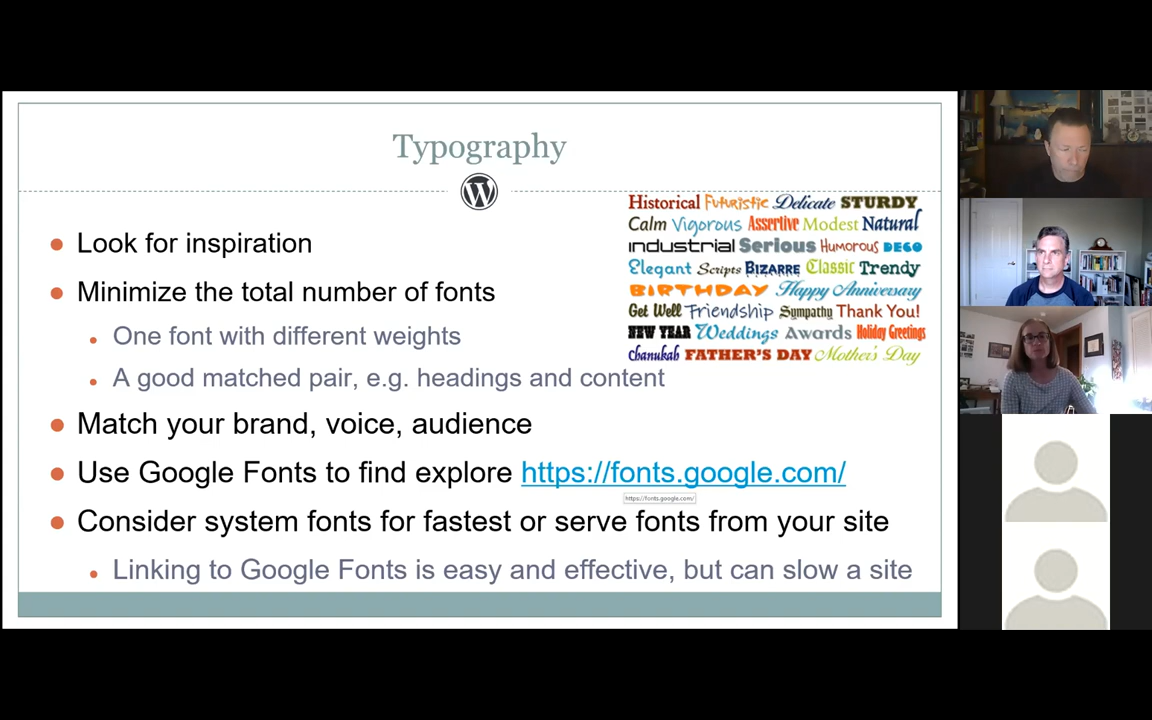 Typography
Historical Futuristic Delicate STURDY
Calm Vigorous Assertive Modest Natural
industrial Serious Humorous DECO
Elegant Scripts BIZARRE Classic Trendy
BIRTHDAY Happy Anniversary
Get Well Friendship Sympathy Thank You!
NEW YEAR Weddings Awards Holiday Greetings
Chanukah FATHER'S DAY Mother's Day
Look for inspiration
Minimize the total number of fonts
One font with different weights
A good matched pair, e.g. headings and content
Match your brand, voice, audience
Use Google Fonts to find explore https://fonts.google.com/
https://fonts.google.com/
Consider system fonts for fastest or serve fonts from your site
Linking to Google Fonts is easy and effective, but can slow a site